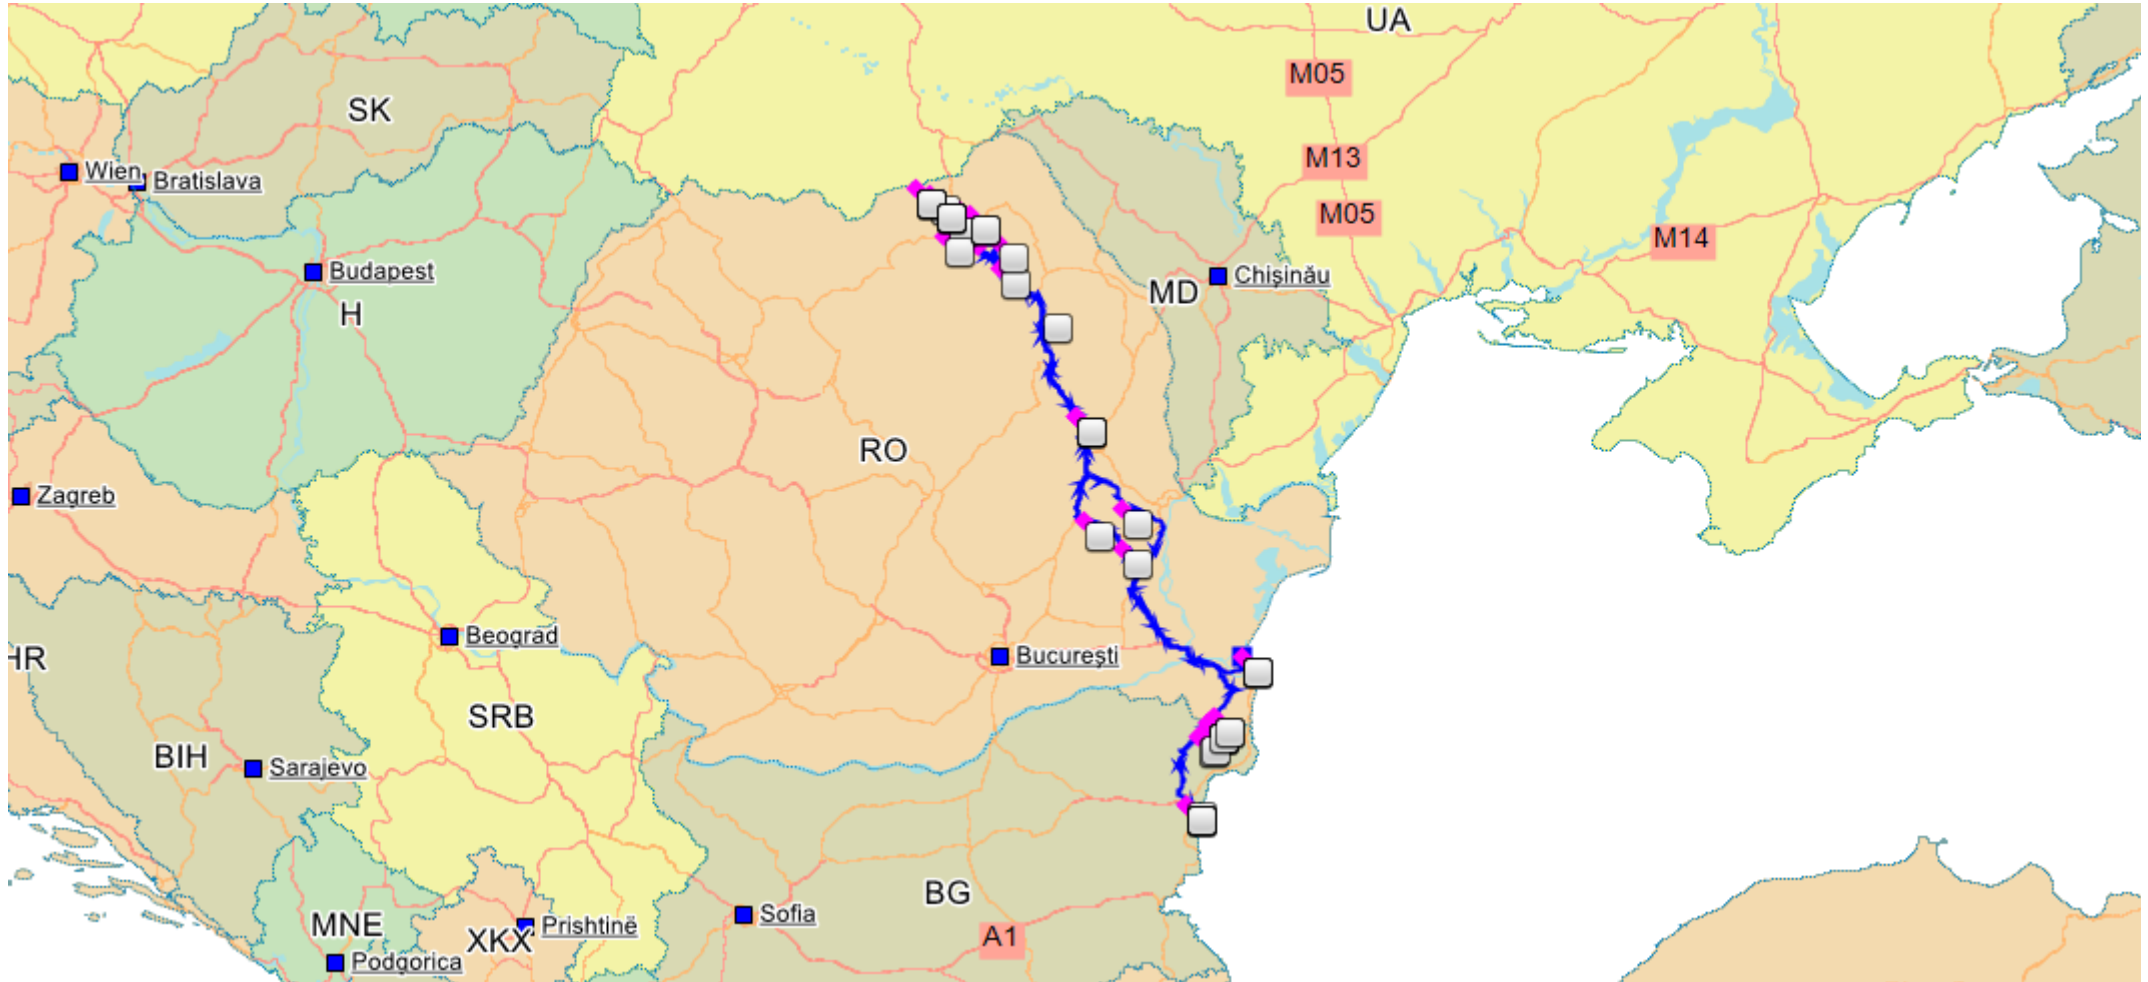 UA
M05
SK
M13
Wien
Bratislava
M05
M14
Budapest
Chișinău
MD
H
RO
Zagreb
Beograd
București
HR
SRB
BIH
Sarajevo
BG
Sofia
MNE
Prishtinë
XKX
A1
Podgorica